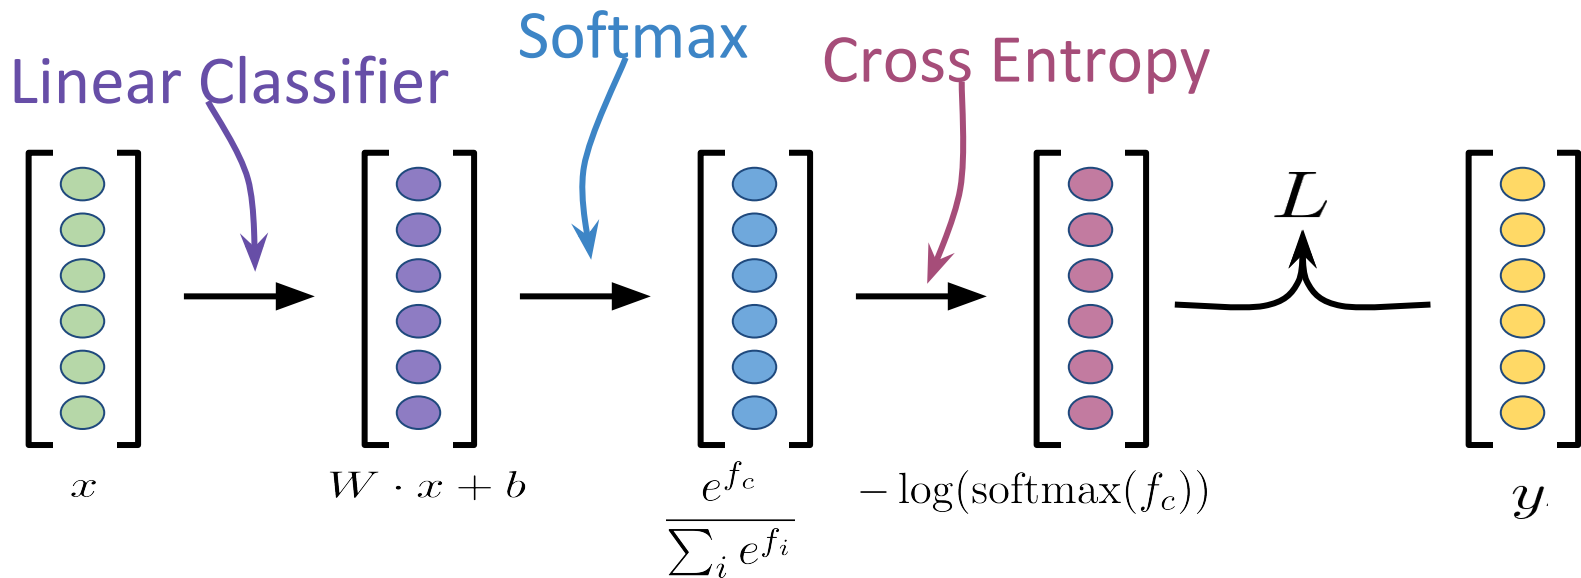 Linear Classifier
Softmax
Cross Entropy
L
x
W · x + b
e^{f_c} / ∑_i e^{f_i}
− log(softmax(f_c))
y